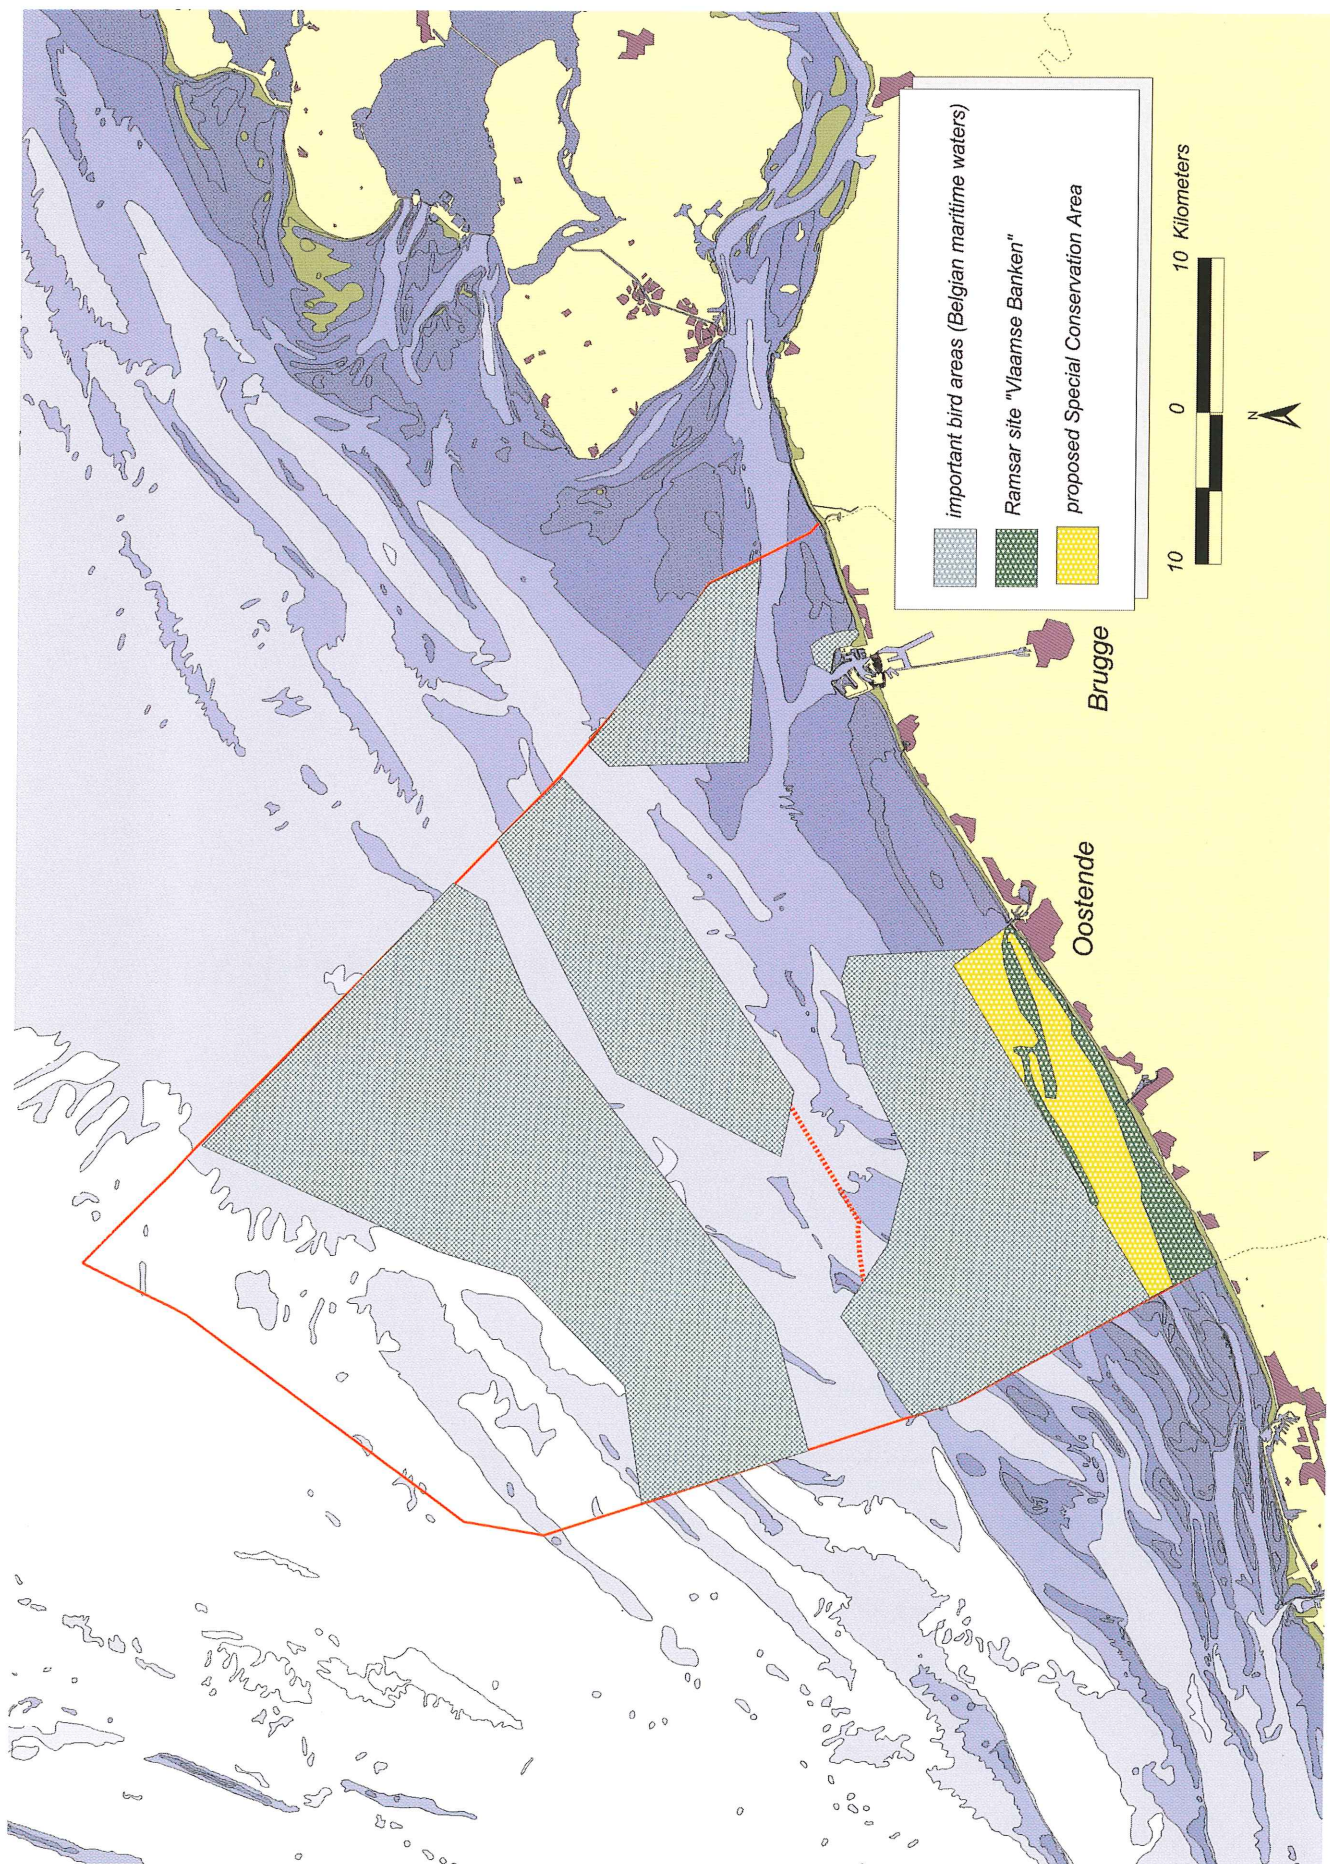 important bird areas (Belgian maritime waters)
Ramsar site "Vlaamse Banken"
proposed Special Conservation Area
10 0 10 Kilometers
N
Brugge
Oostende